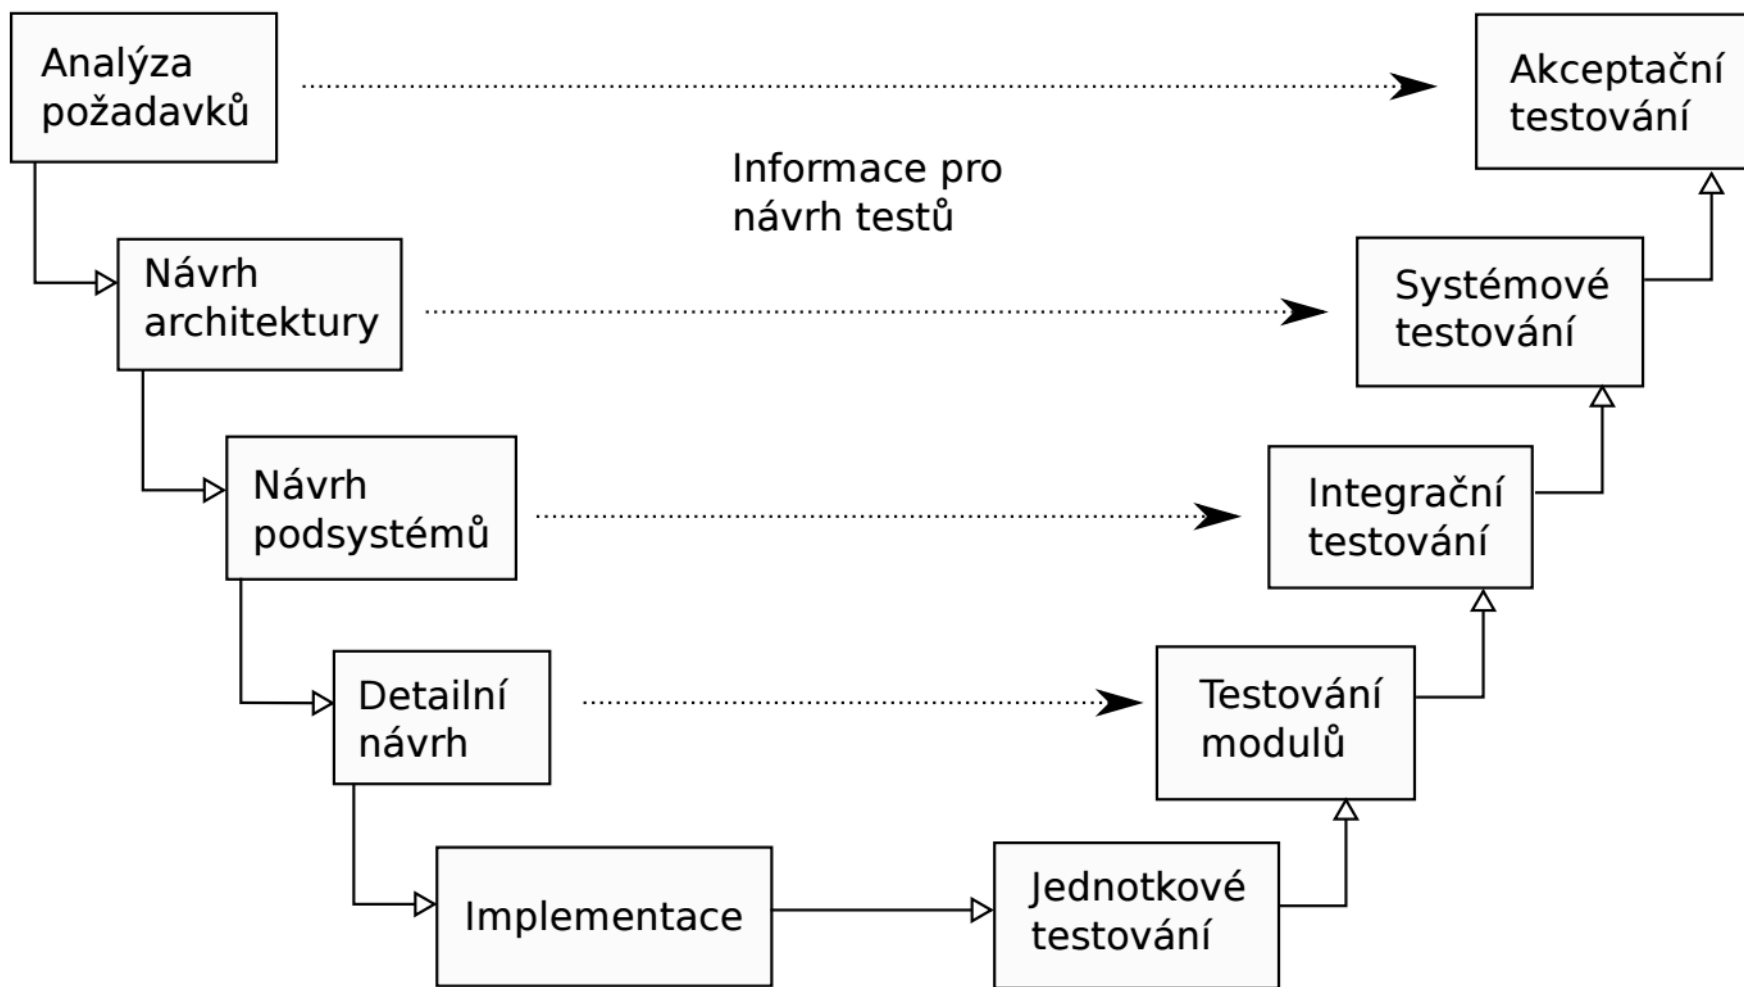 Analýza
požadavků
Akceptační
testování
Informace pro
návrh testů
Návrh
architektury
Systémové
testování
Návrh
podsystémů
Integrační
testování
Detailní
návrh
Testování
modulů
Implementace
Jednotkové
testování